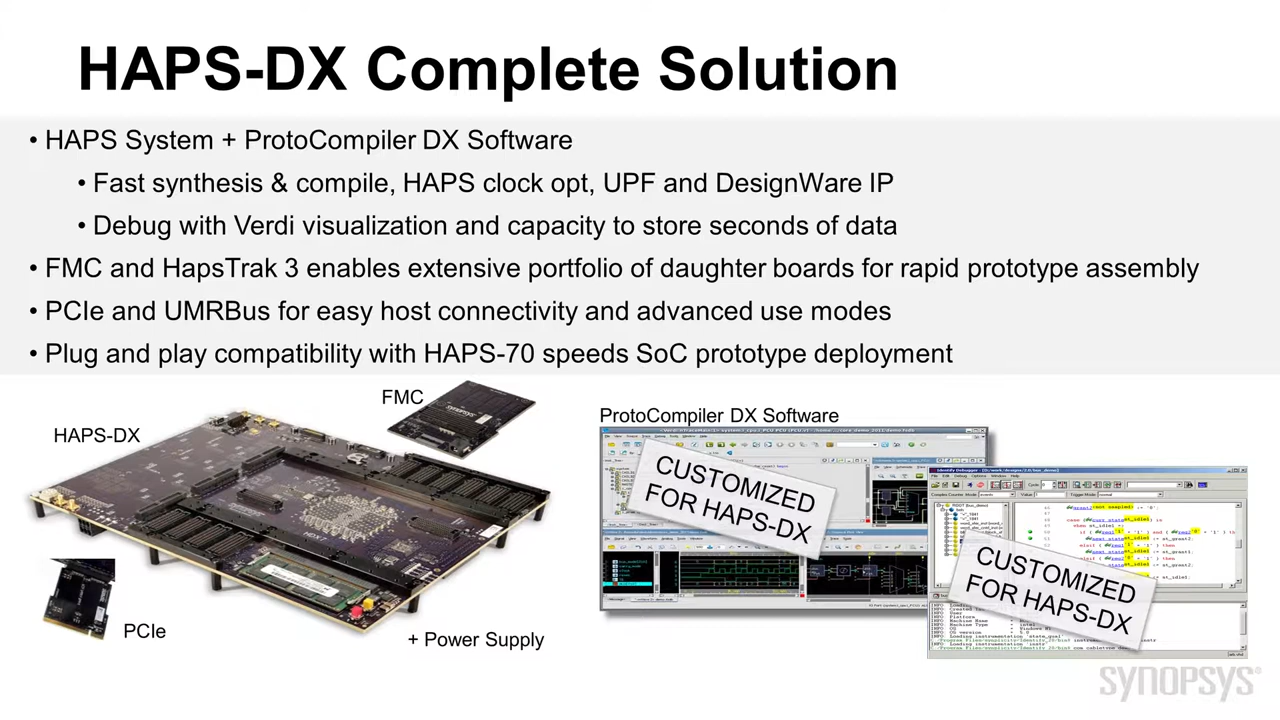 HAPS-DX Complete Solution
• HAPS System + ProtoCompiler DX Software
• Fast synthesis & compile, HAPS clock opt, UPF and DesignWare IP
• Debug with Verdi visualization and capacity to store seconds of data
• FMC and HapsTrak 3 enables extensive portfolio of daughter boards for rapid prototype assembly
• PCIe and UMRBus for easy host connectivity and advanced use modes
• Plug and play compatibility with HAPS-70 speeds SoC prototype deployment
FMC
SYNOPSYS
HAPS-DX
PCIe
+ Power Supply
ProtoCompiler DX Software
CUSTOMIZED
FOR HAPS-DX
CUSTOMIZED
FOR HAPS-DX
SYNOPSYS®